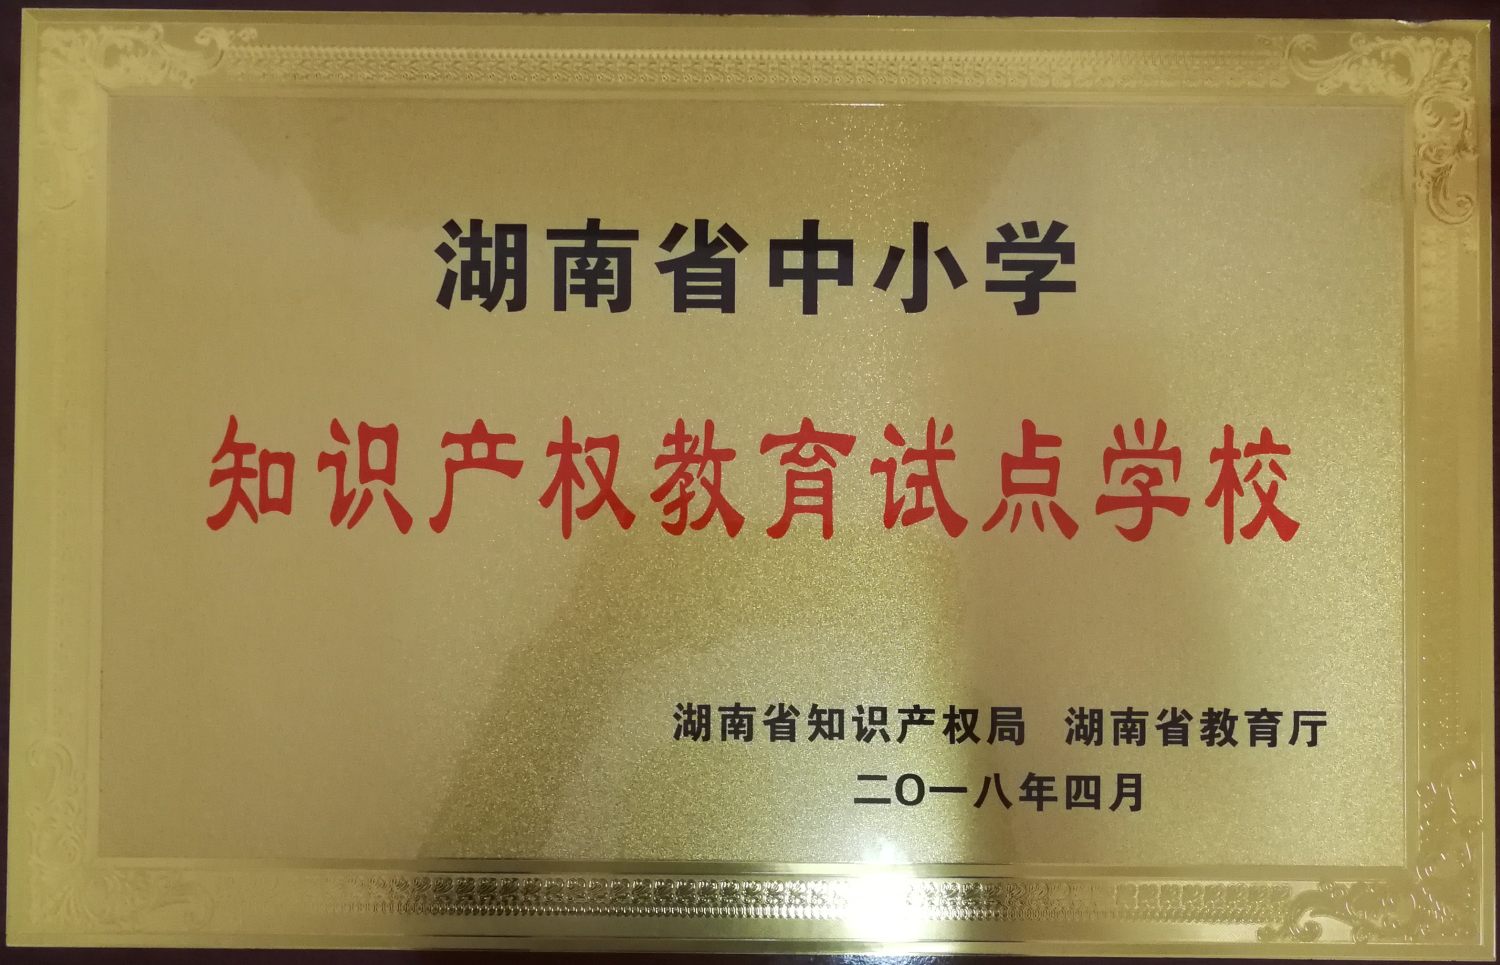 湖南省中小学
知识产权教育试点学校
湖南省知识产权局 湖南省教育厅
二〇一八年四月